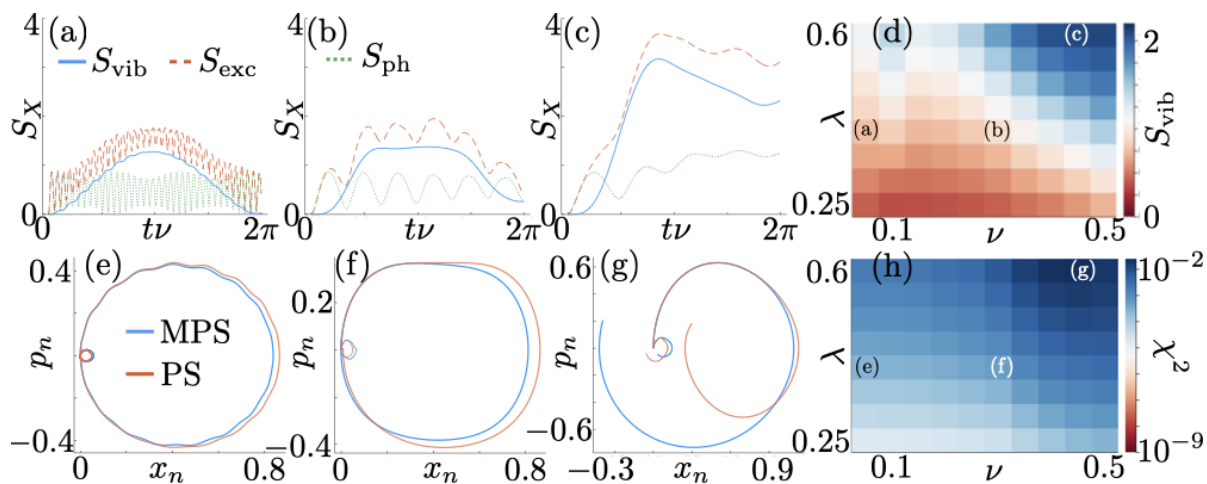 4 (a) 4 (b) 4 (c) 0.6 (d) (c) 2
S_vib S_exc S_ph
S_X S_X λ (a) (b) S_vib
0 0 0 0.25 0
0 tν 2π 0 tν 2π 0 tν 2π 0.1 ν 0.5
0.4 (e) (f) 0.6 (g) 0.6 (h) (g) 10⁻²
0.2
MPS
p_n p_n p_n λ (e) (f) χ²
PS
−0.4 −0.4 −0.6 0.25 10⁻⁹
0 x_n 0.8 0 x_n 0.8 −0.3 x_n 0.9 0.1 ν 0.5